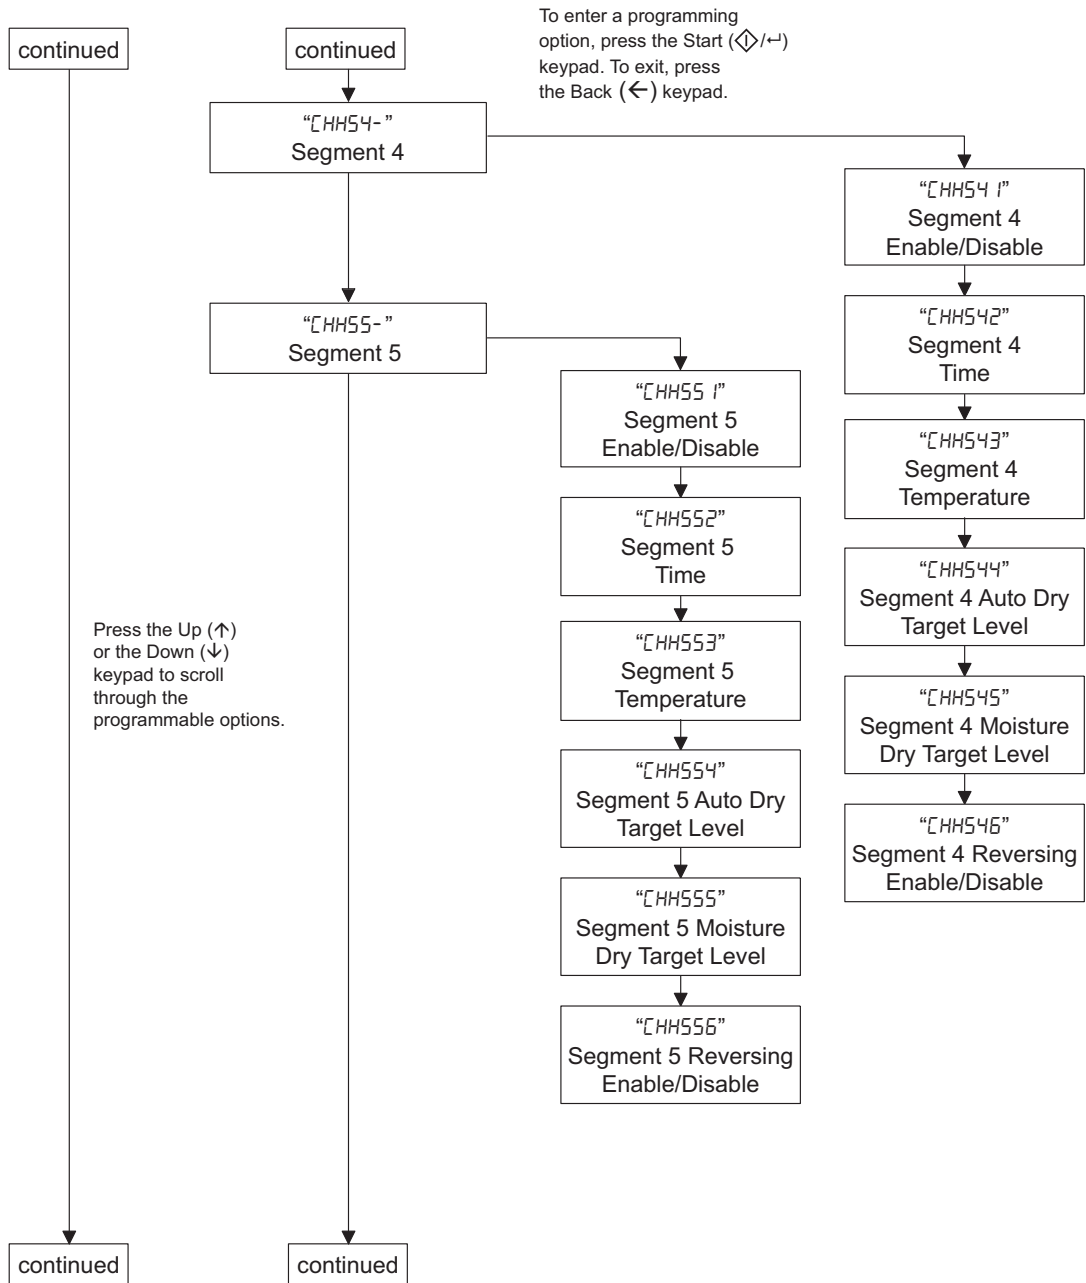 continued
continued
To enter a programming
option, press the Start (/↵)
keypad. To exit, press
the Back (←) keypad.
“CHHS4-”
Segment 4
“CHHS41”
Segment 4
Enable/Disable
“CHHS42”
Segment 4
Time
“CHHS43”
Segment 4
Temperature
“CHHS44”
Segment 4 Auto Dry
Target Level
“CHHS45”
Segment 4 Moisture
Dry Target Level
“CHHS46”
Segment 4 Reversing
Enable/Disable
“CHHS5-”
Segment 5
“CHHS51”
Segment 5
Enable/Disable
“CHHS52”
Segment 5
Time
“CHHS53”
Segment 5
Temperature
“CHHS54”
Segment 5 Auto Dry
Target Level
“CHHS55”
Segment 5 Moisture
Dry Target Level
“CHHS56”
Segment 5 Reversing
Enable/Disable
Press the Up (↑)
or the Down (↓)
keypad to scroll
through the
programmable options.
continued
continued